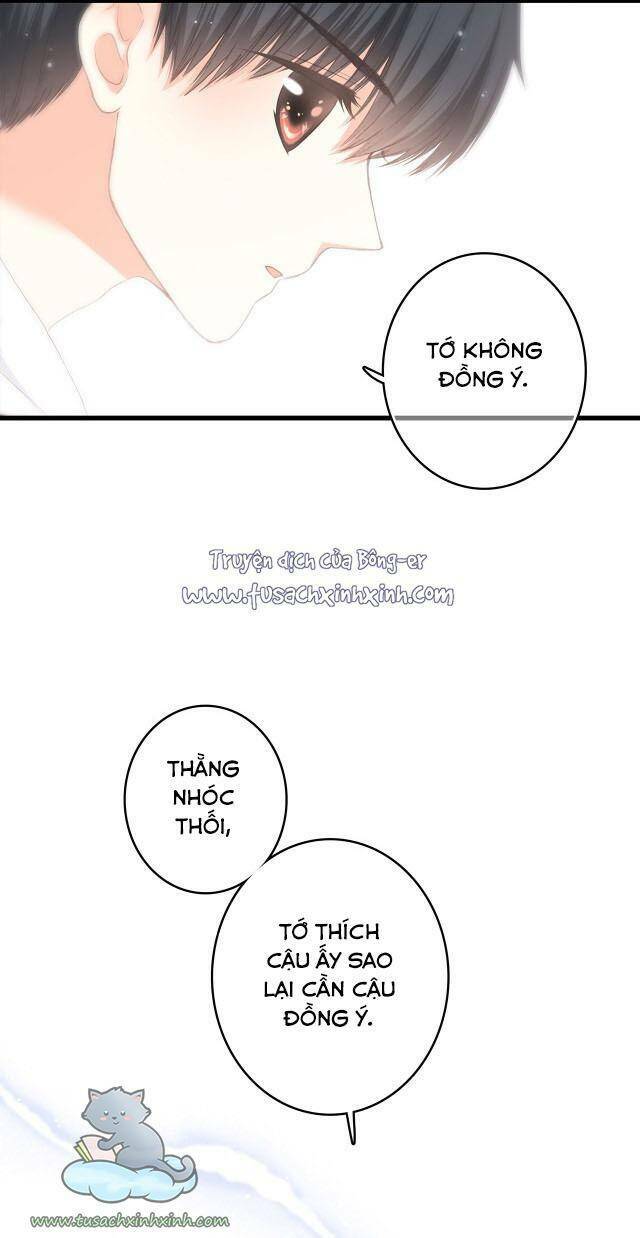 TỚ KHÔNG
ĐỒNG Ý.
Truyện dịch của Bông-er
www.tusachxinhxinh.com
THẰNG
NHÓC
THỐI,
TỚ THÍCH
CẬU ẤY SAO
LẠI CẦN CẬU
ĐỒNG Ý.
www.tusachxinhxinh.com